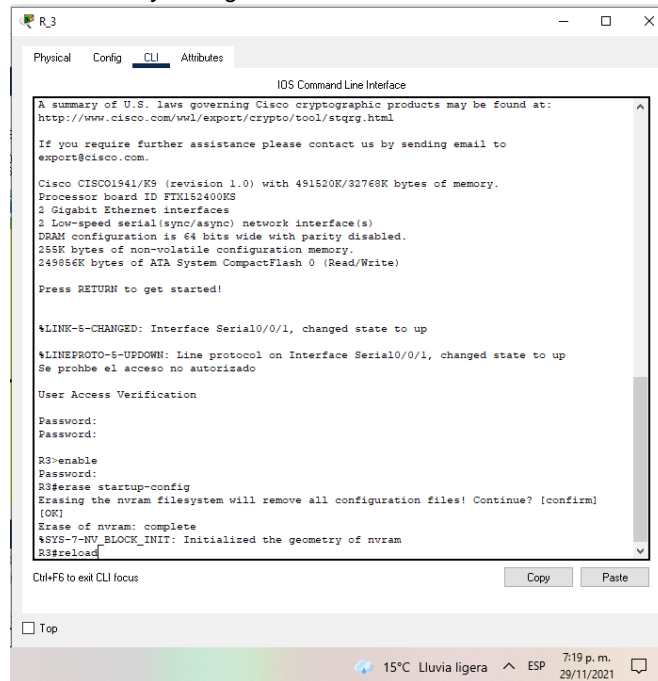 R_3
Physical Config CLI Attributes
IOS Command Line Interface
A summary of U.S. laws governing Cisco cryptographic products may be found at:
http://www.cisco.com/wwl/export/crypto/tool/stqrg.html
If you require further assistance please contact us by sending email to
export@cisco.com.
Cisco CISCO1941/K9 (revision 1.0) with 491520K/32768K bytes of memory.
Processor board ID FTX152400KS
2 Gigabit Ethernet interfaces
2 Low-speed serial(sync/async) network interface(s)
DRAM configuration is 64 bits wide with parity disabled.
255K bytes of non-volatile configuration memory.
249856K bytes of ATA System CompactFlash 0 (Read/Write)
Press RETURN to get started!
%LINK-5-CHANGED: Interface Serial0/0/1, changed state to up
%LINEPROTO-5-UPDOWN: Line protocol on Interface Serial0/0/1, changed state to up
Se prohbe el acceso no autorizado
User Access Verification
Password:
Password:
R3>enable
Password:
R3#erase startup-config
Erasing the nvram filesystem will remove all configuration files! Continue? [confirm]
[OK]
Erase of nvram: complete
%SYS-7-NV_BLOCK_INIT: Initialized the geometry of nvram
R3#reload
Ctrl+F6 to exit CLI focus
Copy Paste
Top
15°C Lluvia ligera ESP 7:19 p. m.
29/11/2021